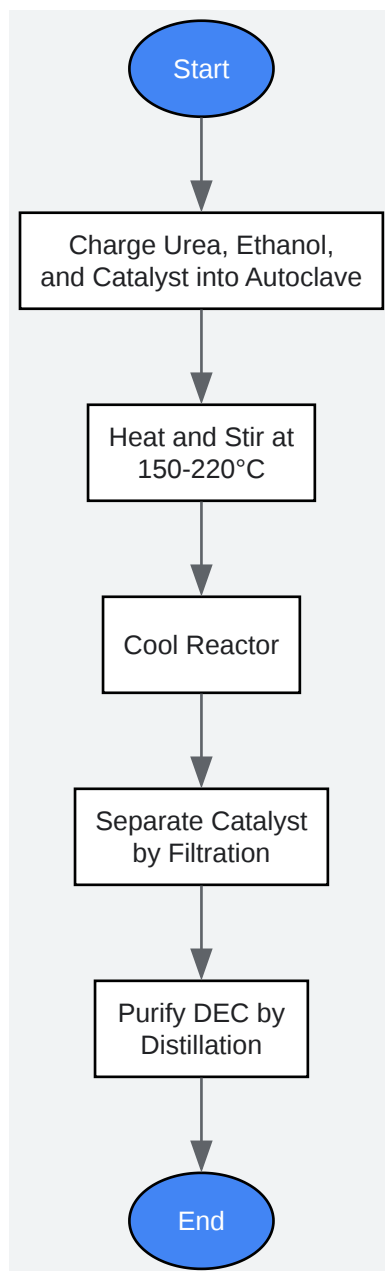 Start
Charge Urea, Ethanol,
and Catalyst into Autoclave
Heat and Stir at
150-220°C
Cool Reactor
Separate Catalyst
by Filtration
Purify DEC by
Distillation
End